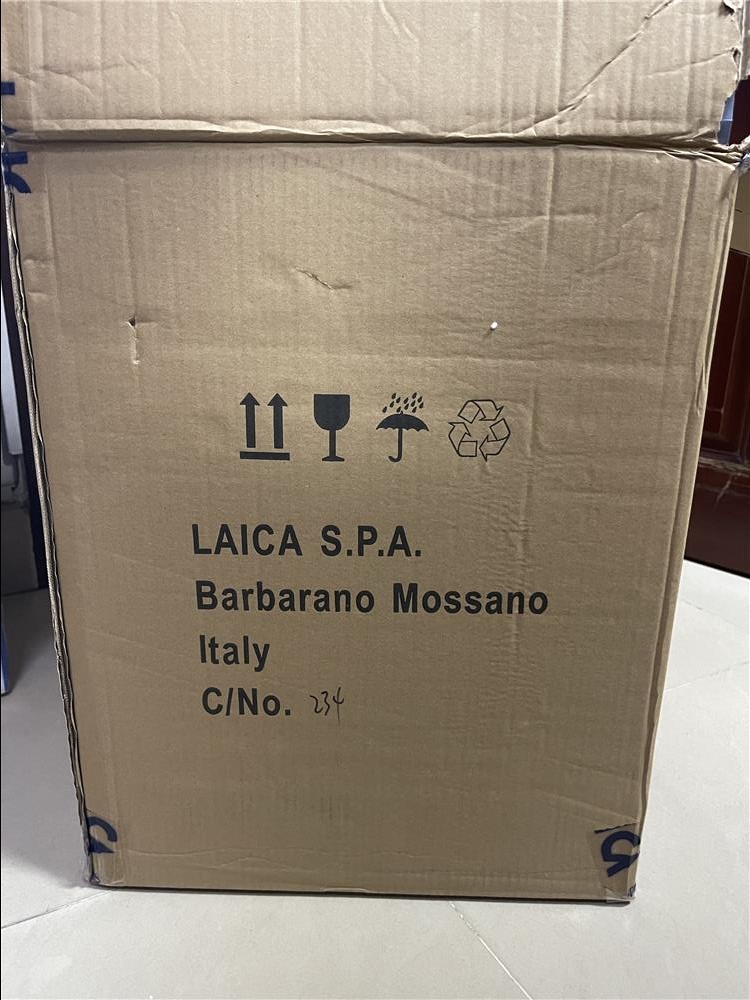 LAICA S.P.A.
Barbarano Mossano
Italy
C/No. 234